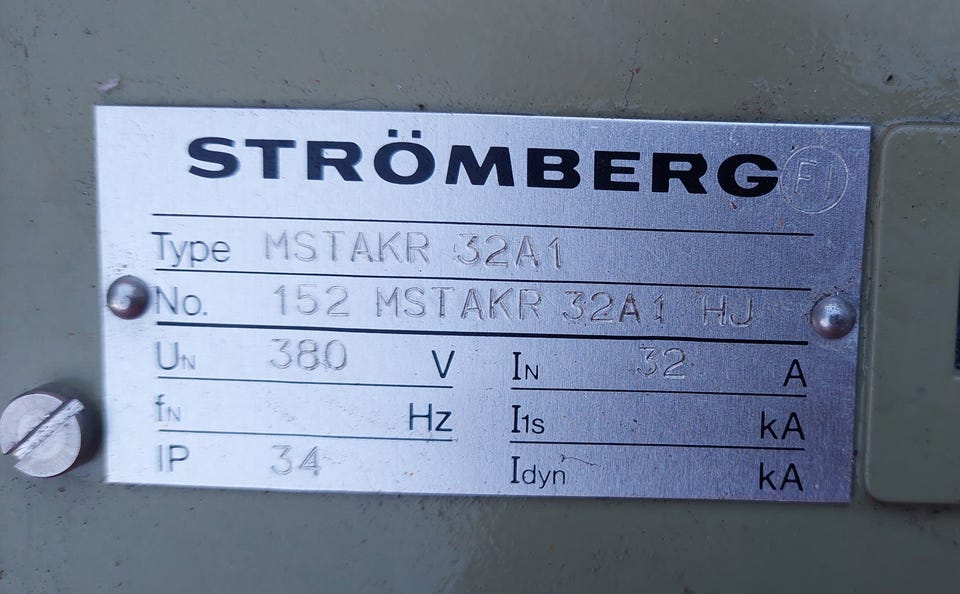 STRÖMBERG
FI
Type MSTAKR 32A1
No. 152 MSTAKR 32A1 HJ
UN 380 V IN 32 A
fN Hz I1s kA
IP 34 Idyn kA